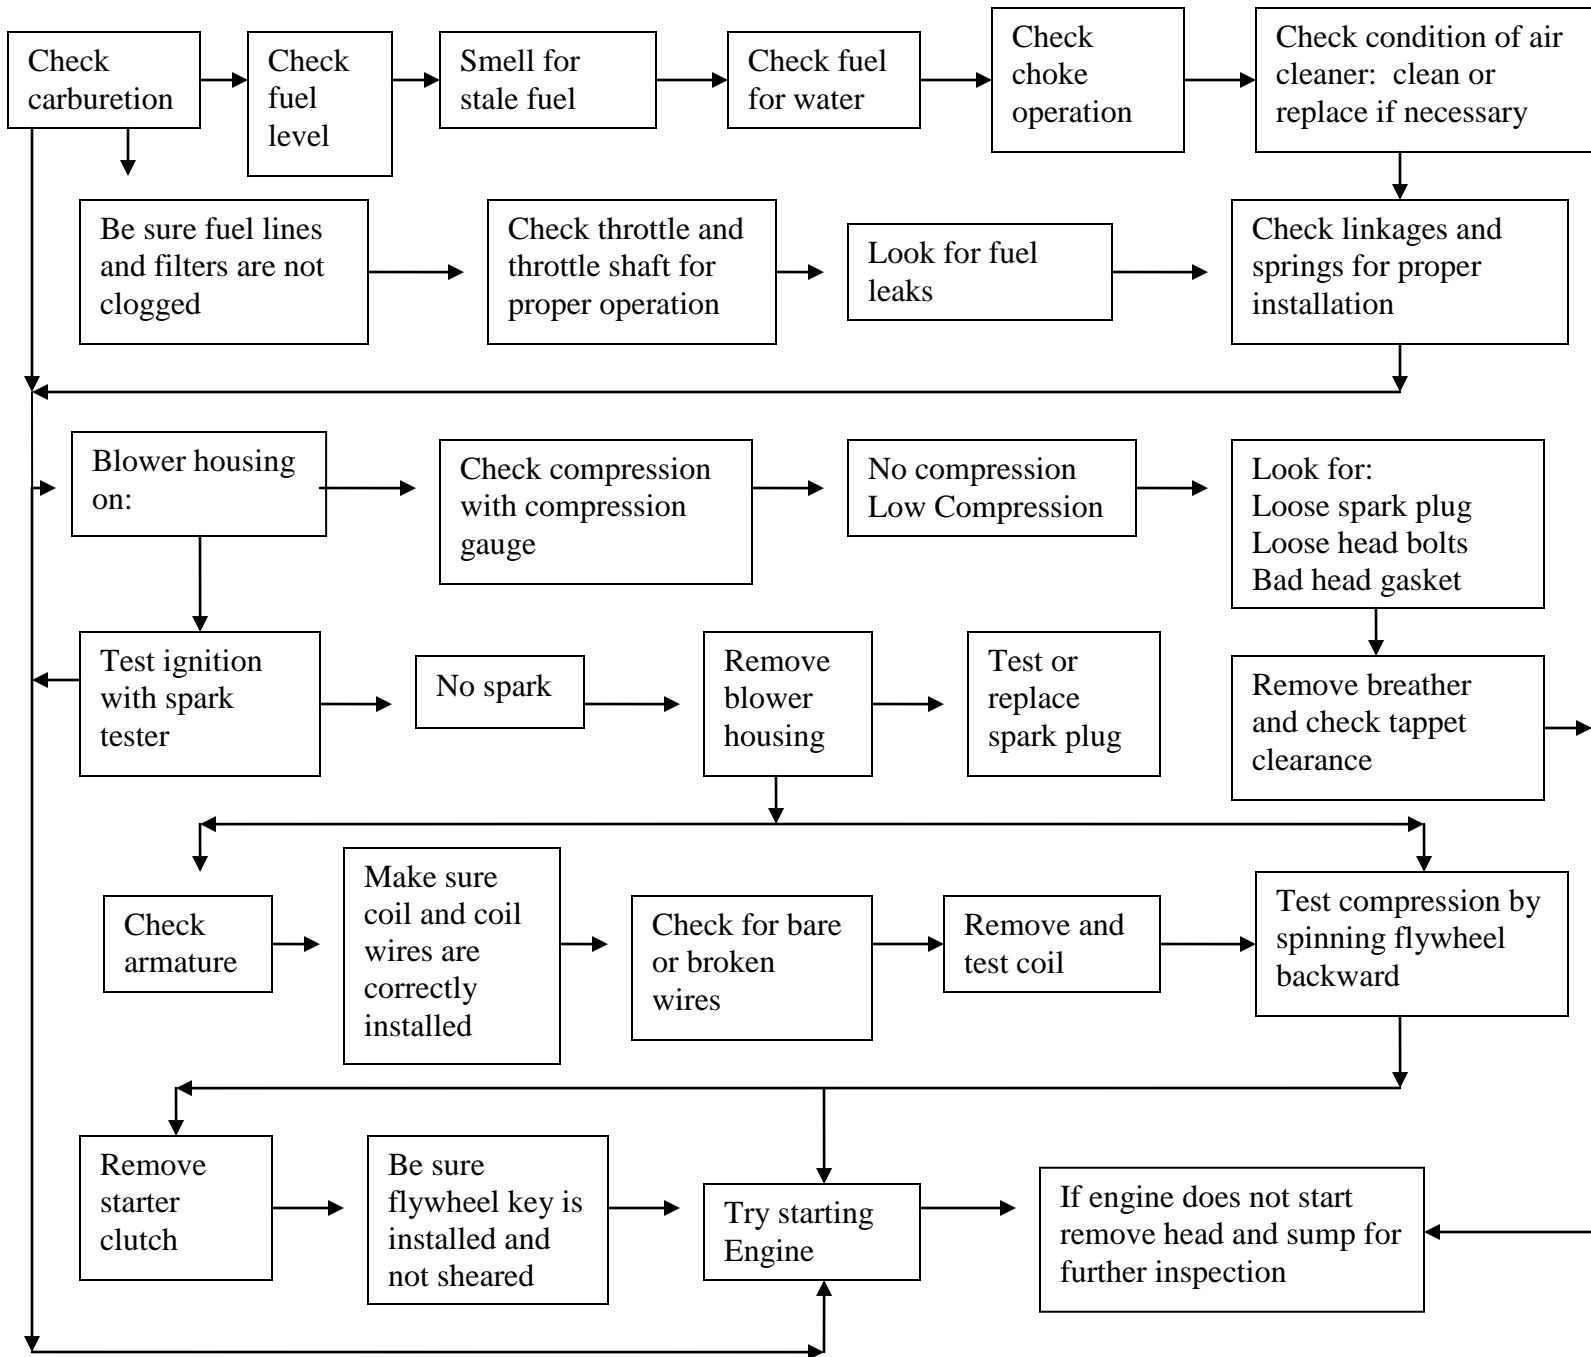 Check
carburetion
Check
fuel
level
Smell for
stale fuel
Check fuel
for water
Check
choke
operation
Check condition of air
cleaner:  clean or
replace if necessary
Be sure fuel lines
and filters are not
clogged
Check throttle and
throttle shaft for
proper operation
Look for fuel
leaks
Check linkages and
springs for proper
installation
Blower housing
on:
Check compression
with compression
gauge
No compression
Low Compression
Look for:
Loose spark plug
Loose head bolts
Bad head gasket
Test ignition
with spark
tester
No spark
Remove
blower
housing
Test or
replace
spark plug
Remove breather
and check tappet
clearance
Check
armature
Make sure
coil and coil
wires are
correctly
installed
Check for bare
or broken
wires
Remove and
test coil
Test compression by
spinning flywheel
backward
Remove
starter
clutch
Be sure
flywheel key is
installed and
not sheared
Try starting
Engine
If engine does not start
remove head and sump for
further inspection